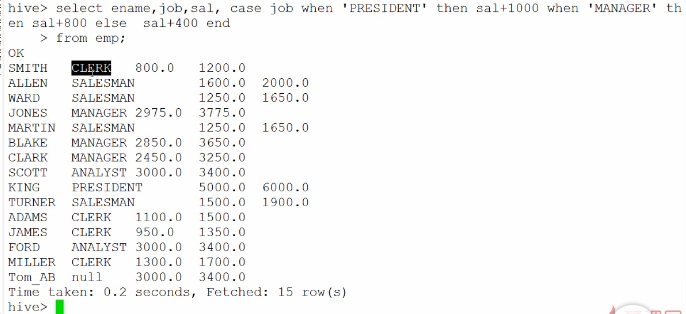 hive> select ename,job,sal, case job when 'PRESIDENT' then sal+1000 when 'MANAGER' th
en sal+800 else  sal+400 end
    > from emp;
OK
SMITH   CLERK   800.0   1200.0
ALLEN   SALESMAN        1600.0  2000.0
WARD    SALESMAN        1250.0  1650.0
JONES   MANAGER 2975.0  3775.0
MARTIN  SALESMAN        1250.0  1650.0
BLAKE   MANAGER 2850.0  3650.0
CLARK   MANAGER 2450.0  3250.0
SCOTT   ANALYST 3000.0  3400.0
KING    PRESIDENT       5000.0  6000.0
TURNER  SALESMAN        1500.0  1900.0
ADAMS   CLERK   1100.0  1500.0
JAMES   CLERK   950.0   1350.0
FORD    ANALYST 3000.0  3400.0
MILLER  CLERK   1300.0  1700.0
Tom_AB  null    3000.0  3400.0
Time taken: 0.2 seconds, Fetched: 15 row(s)
hive>